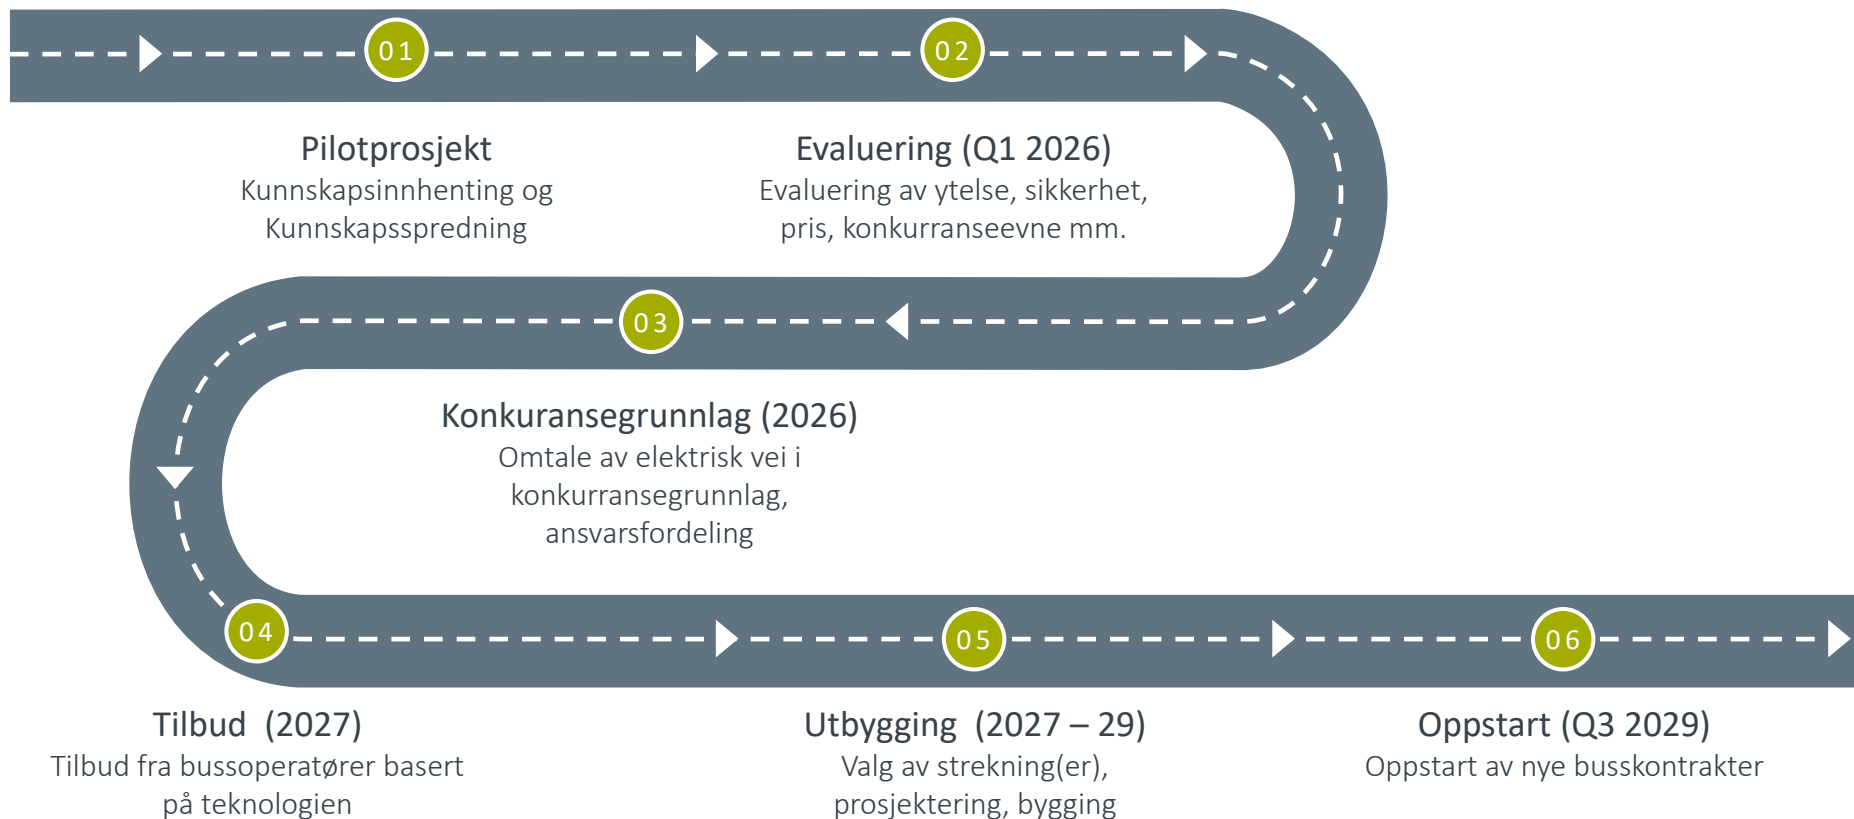 01
02
Pilotprosjekt
Kunnskapsinnhenting og
Kunnskapsspredning
Evaluering (Q1 2026)
Evaluering av ytelse, sikkerhet,
pris, konkurranseevne mm.
03
Konkuransegrunnlag (2026)
Omtale av elektrisk vei i
konkurransegrunnlag,
ansvarsfordeling
04
05
06
Tilbud (2027)
Tilbud fra bussoperatører basert
på teknologien
Utbygging (2027 – 29)
Valg av strekning(er),
prosjektering, bygging
Oppstart (Q3 2029)
Oppstart av nye busskontrakter